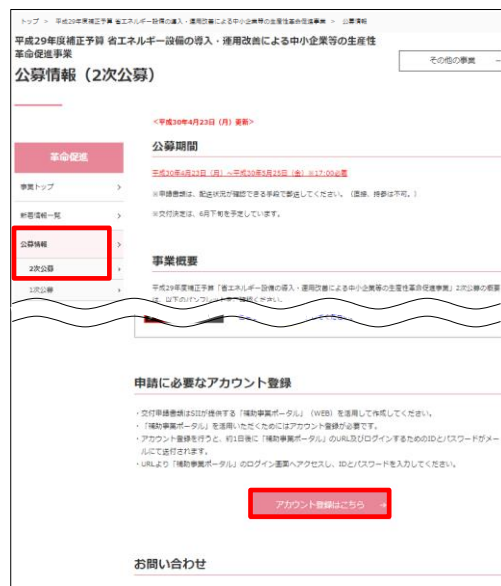 トップ > 平成29年度補正予算 省エネルギー設備の導入・運用改善による中小企業等の生産性革命促進事業 > 公募情報
平成29年度補正予算 省エネルギー設備の導入・運用改善による中小企業等の生産性
革命促進事業
その他の事業
公募情報（2次公募）
<平成30年4月23日（月）更新>
革命促進
事業トップ
新着情報一覧
公募情報
2次公募
1次公募
公募期間
平成30年4月23日（月）～平成30年5月25日（金）※17:00必着
※申請書類は、配送状況が確認できる手段で郵送してください。（直接、持参は不可。）
※交付決定は、6月下旬を予定しています。
事業概要
平成29年度補正予算「省エネルギー設備の導入・運用改善による中小企業等の生産性革命促進事業」2次公募の概要
は、以下のパンフレットをご確認ください。
申請に必要なアカウント登録
・交付申請書類はSIIが提供する「補助事業ポータル」（WEB）を活用して作成してください。
・「補助事業ポータル」を活用いただくためにはアカウント登録が必要です。
・アカウント登録を行うと、約1日後に「補助事業ポータル」のURL及びログインするためのIDとパスワードがメー
ルにて送付されます。
・URLより「補助事業ポータル」のログイン画面へアクセスし、IDとパスワードを入力してください。
アカウント登録はこちら
お問い合わせ